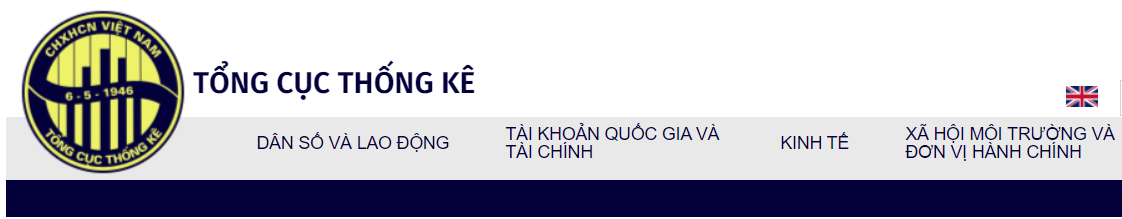 CHXHCN VIỆT NAM
6 - 5 - 1946
TỔNG CỤC THỐNG KÊ
TỔNG CỤC THỐNG KÊ
DÂN SỐ VÀ LAO ĐỘNG
TÀI KHOẢN QUỐC GIA VÀ
TÀI CHÍNH
KINH TẾ
XÃ HỘI MÔI TRƯỜNG VÀ
ĐƠN VỊ HÀNH CHÍNH